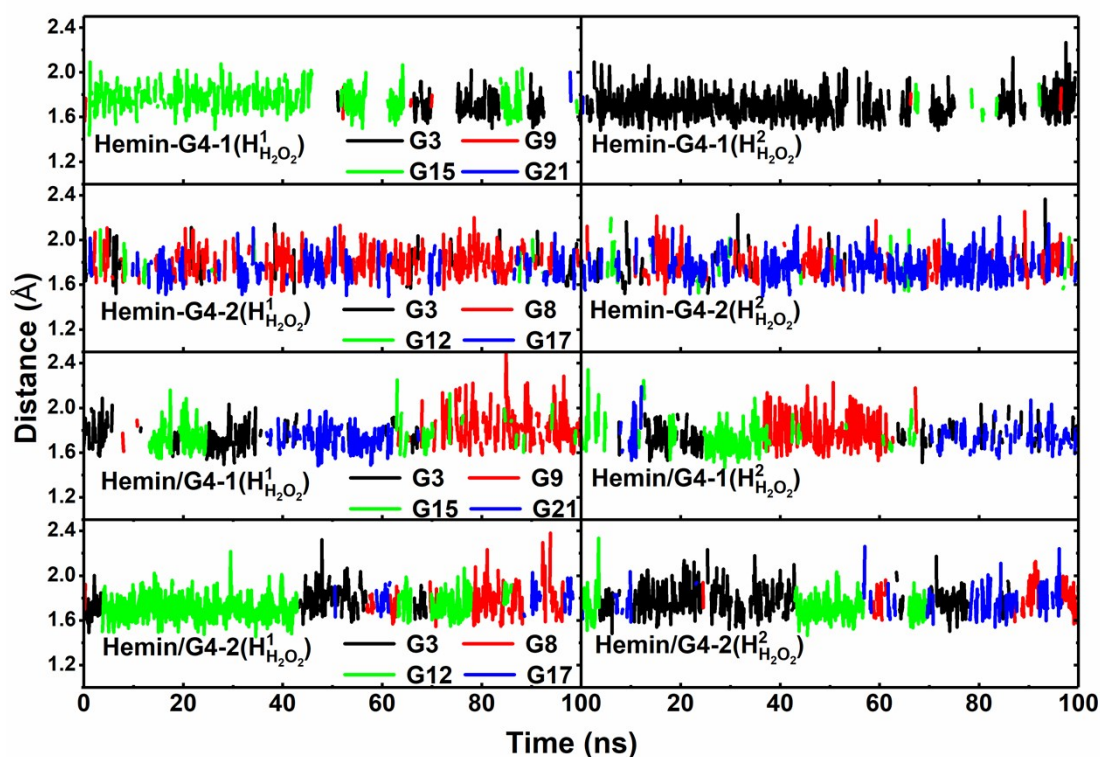 2.4
2.0
1.6
1.2
Hemin-G4-1(H¹H₂O₂) G3 G9
G15 G21
Hemin-G4-1(H²H₂O₂)
2.4
2.0
1.6
1.2
Hemin-G4-2(H¹H₂O₂) G3 G8
G12 G17
Hemin-G4-2(H²H₂O₂)
2.4
2.0
1.6
1.2
Hemin/G4-1(H¹H₂O₂) G3 G9
G15 G21
Hemin/G4-1(H²H₂O₂)
2.4
2.0
1.6
1.2
Hemin/G4-2(H¹H₂O₂) G3 G8
G12 G17
Hemin/G4-2(H²H₂O₂)
Distance (Å)
0 20 40 60 80 100 20 40 60 80 100
Time (ns)